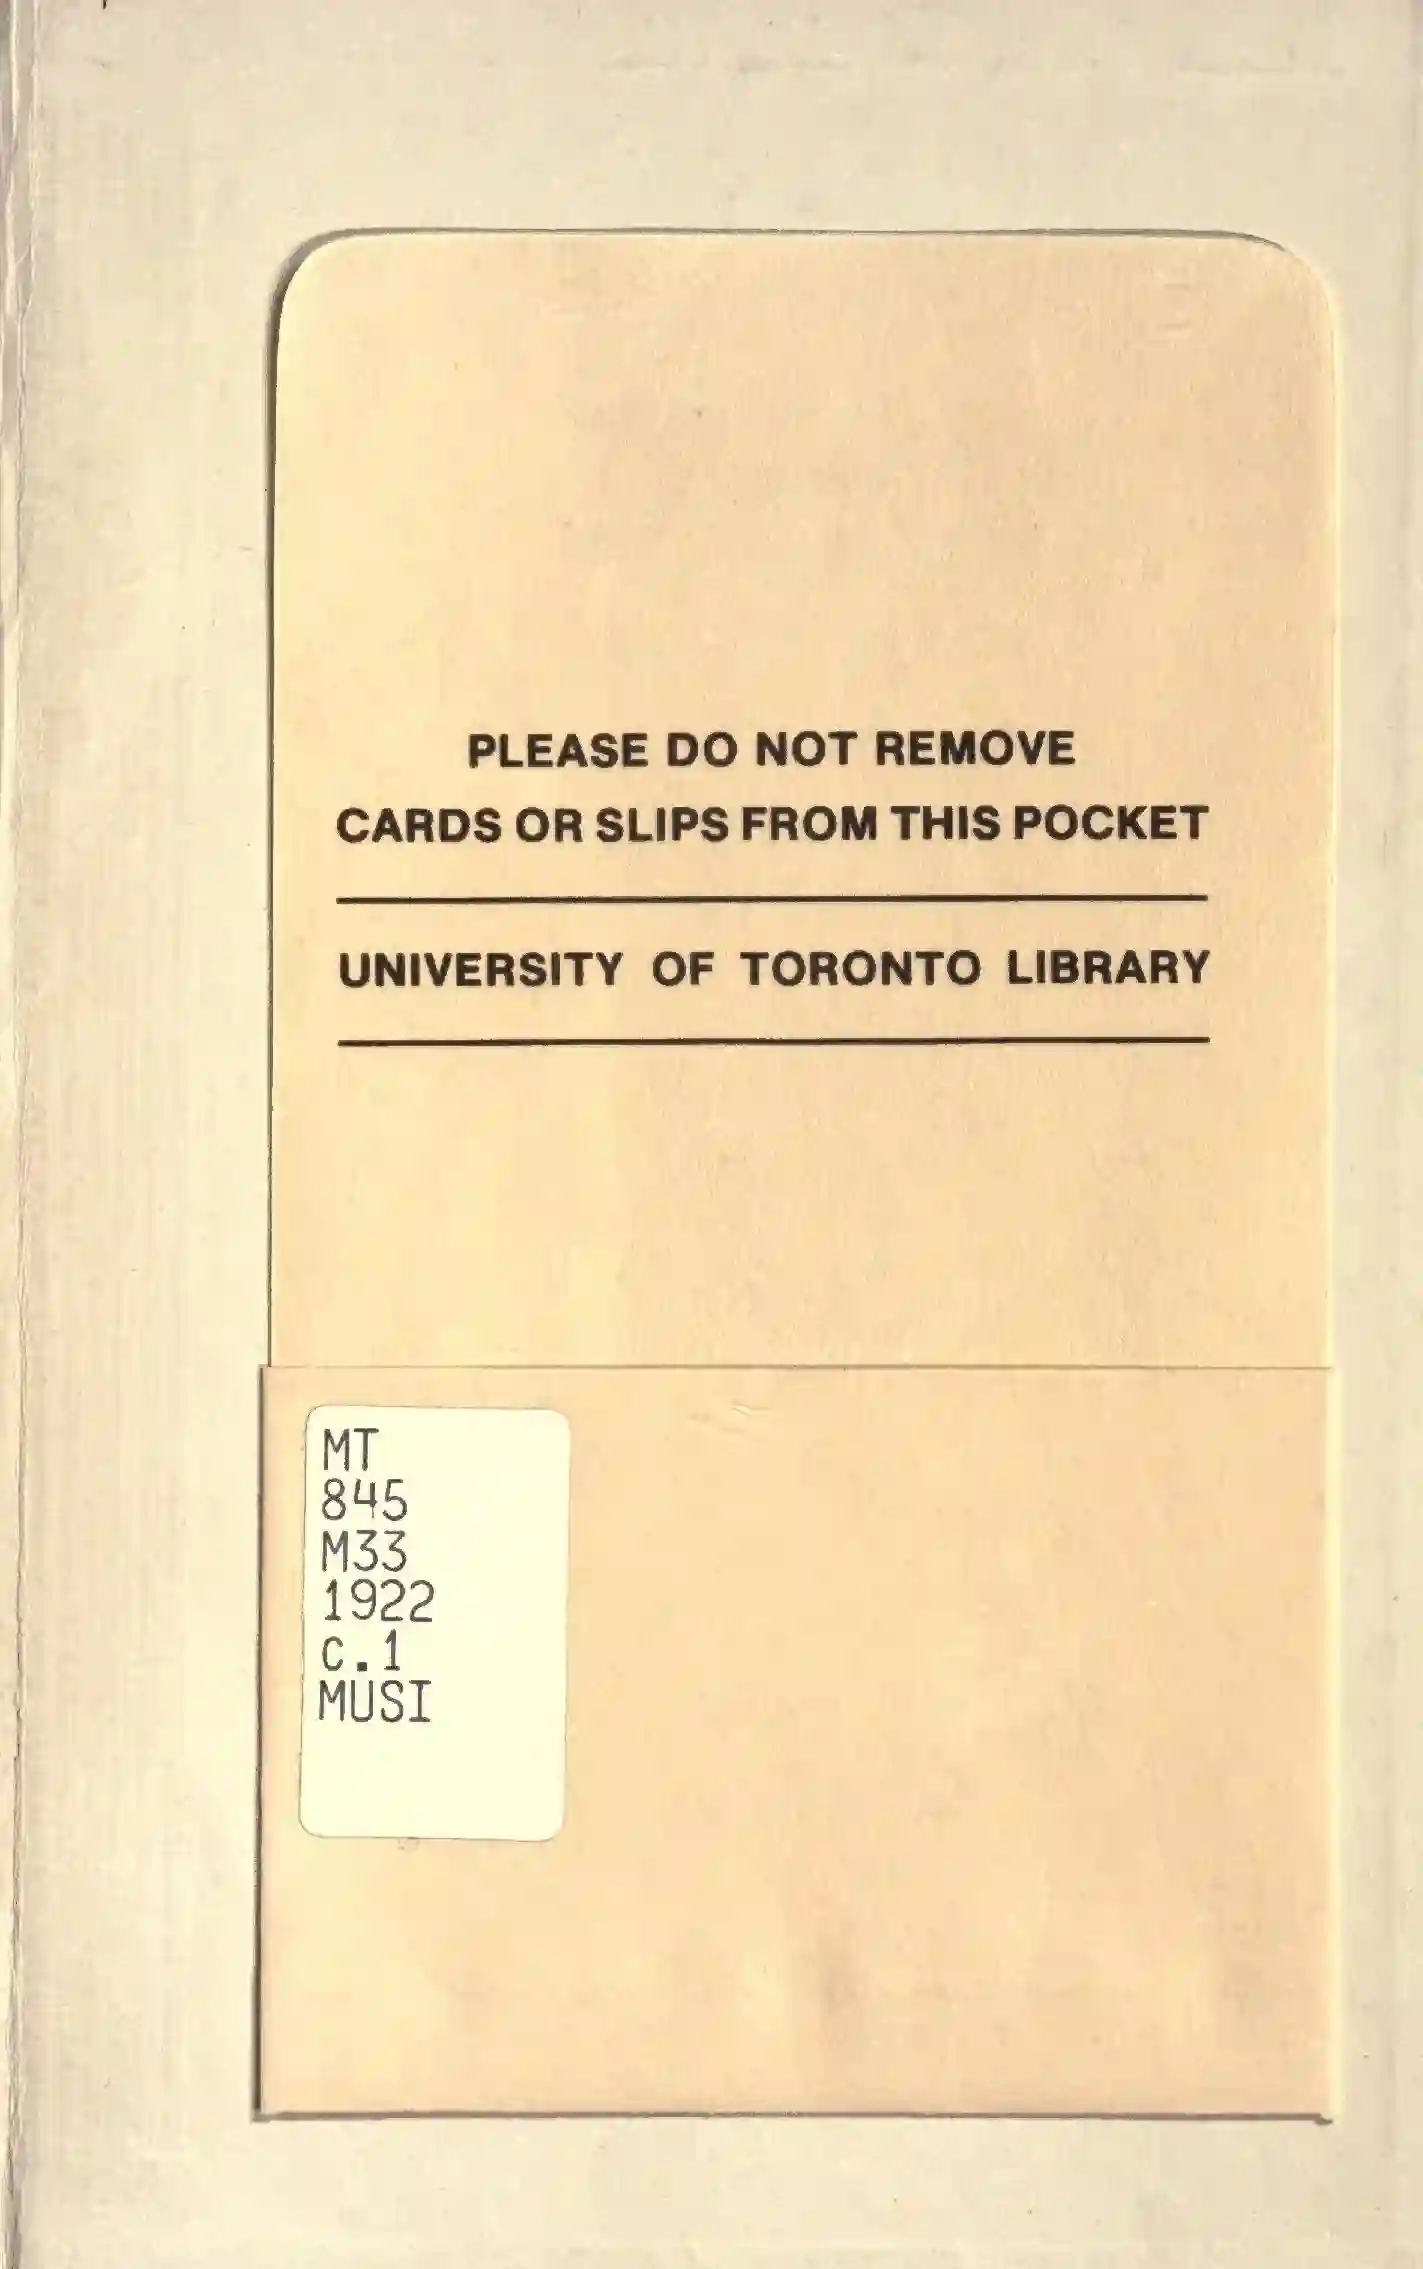 PLEASE DO NOT REMOVE
CARDS OR SLIPS FROM THIS POCKET
UNIVERSITY OF TORONTO LIBRARY
MT
845
M33
1922
C.1
MUSI